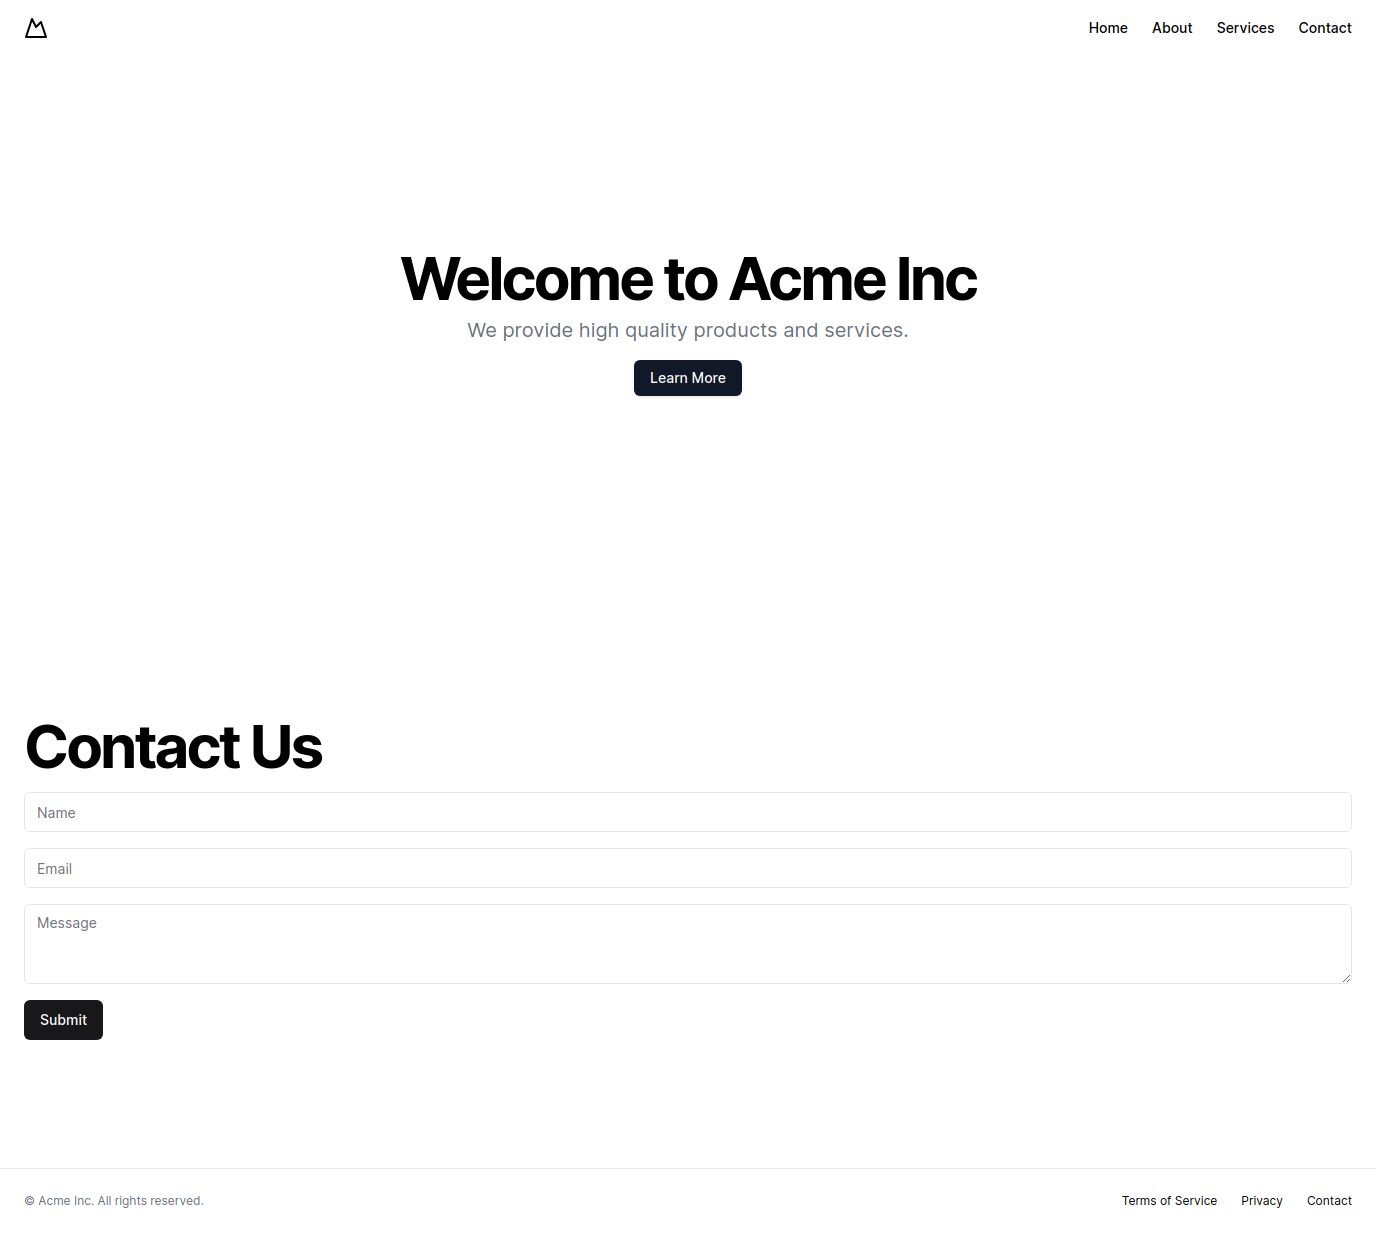 Home About Services Contact
Welcome to Acme Inc
We provide high quality products and services.
Learn More
Contact Us
Name
Email
Message
Submit
© Acme Inc. All rights reserved.
Terms of Service Privacy Contact